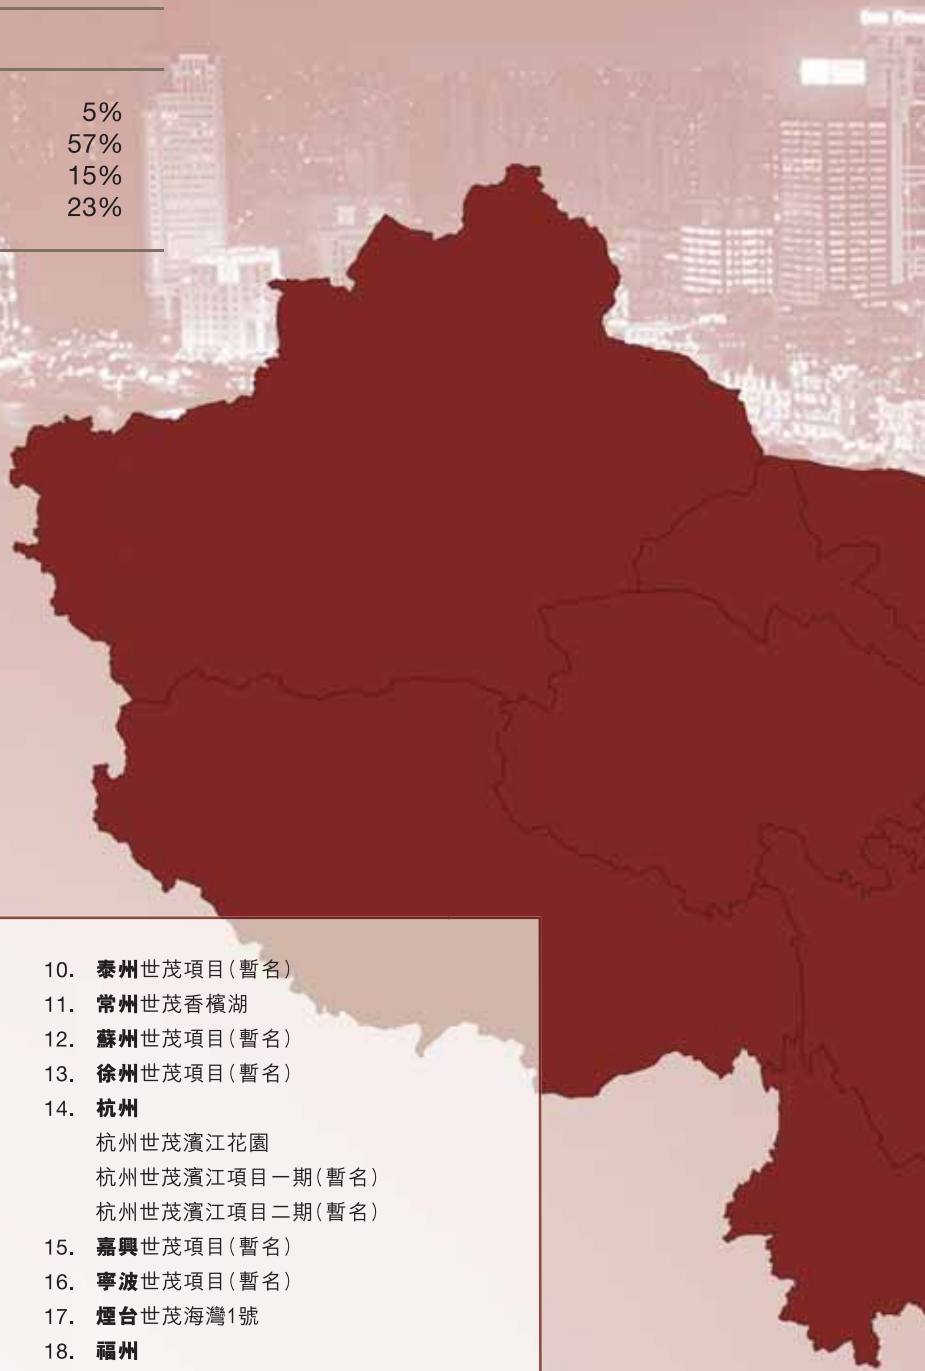 5%
57%
15%
23%
10. 泰州世茂項目(暫名)
11. 常州世茂香檳湖
12. 蘇州世茂項目(暫名)
13. 徐州世茂項目(暫名)
14. 杭州
杭州世茂濱江花園
杭州世茂濱江項目一期(暫名)
杭州世茂濱江項目二期(暫名)
15. 嘉興世茂項目(暫名)
16. 寧波世茂項目(暫名)
17. 煙台世茂海灣1號
18. 福州